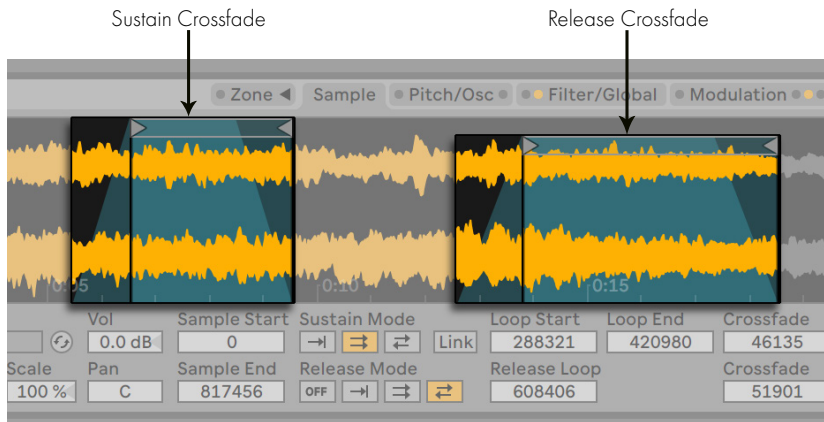 Sustain Crossfade Release Crossfade
Zone Sample Pitch/Osc Filter/Global Modulation
0:05 0:10 0:15
Vol Sample Start Sustain Mode Loop Start Loop End Crossfade
0.0 dB 0 Link 288321 420980 46135
Scale Pan Sample End Release Mode Release Loop Crossfade
100 % C 817456 OFF 608406 51901